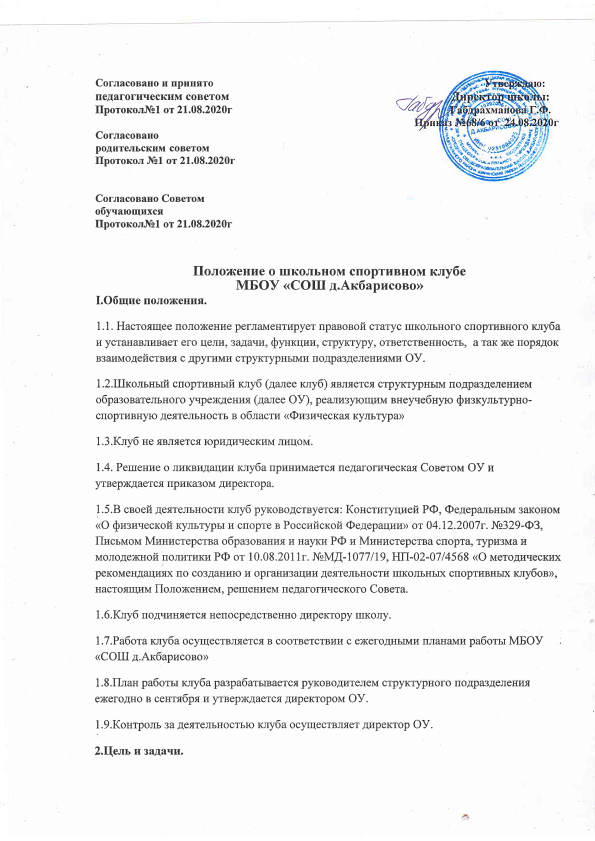 Согласовано и принято
педагогическим советом
Протокол№1 от 21.08.2020г
Утверждаю:
Директор школы:
Габдрахманова Г.Ф.
Приказ №68/6 от 24.08.2020г
Согласовано
родительским советом
Протокол №1 от 21.08.2020г
Согласовано Советом
обучающихся
Протокол№1 от 21.08.2020г
Положение о школьном спортивном клубе
МБОУ «СОШ д.Акбарисово»
I.Общие положения.
1.1. Настоящее положение регламентирует правовой статус школьного спортивного клуба
и устанавливает его цели, задачи, функции, структуру, ответственность, а так же порядок
взаимодействия с другими структурными подразделениями ОУ.
1.2.Школьный спортивный клуб (далее клуб) является структурным подразделением
образовательного учреждения (далее ОУ), реализующим внеучебную физкультурно-
спортивную деятельность в области «Физическая культура»
1.3.Клуб не является юридическим лицом.
1.4. Решение о ликвидации клуба принимается педагогическая Советом ОУ и
утверждается приказом директора.
1.5.В своей деятельности клуб руководствуется: Конституцией РФ, Федеральным законом
«О физической культуры и спорте в Российской Федерации» от 04.12.2007г. №329-ФЗ,
Письмом Министерства образования и науки РФ и Министерства спорта, туризма и
молодежной политики РФ от 10.08.2011г. №МД-1077/19, НП-02-07/4568 «О методических
рекомендациях по созданию и организации деятельности школьных спортивных клубов»,
настоящим Положением, решением педагогического Совета.
1.6.Клуб подчиняется непосредственно директору школу.
1.7.Работа клуба осуществляется в соответствии с ежегодными планами работы МБОУ
«СОШ д.Акбарисово»
1.8.План работы клуба разрабатывается руководителем структурного подразделения
ежегодно в сентября и утверждается директором ОУ.
1.9.Контроль за деятельностью клуба осуществляет директор ОУ.
2.Цель и задачи.